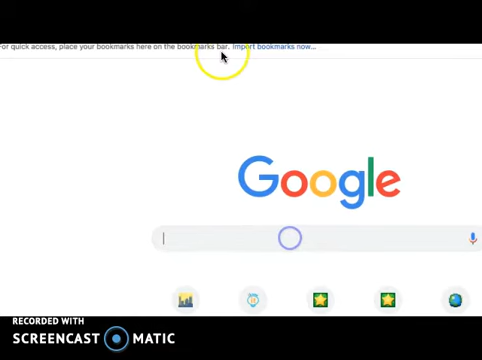 For quick access, place your bookmarks here on the bookmarks bar. Import bookmarks now...
Google
RECORDED WITH
SCREENCAST MATIC